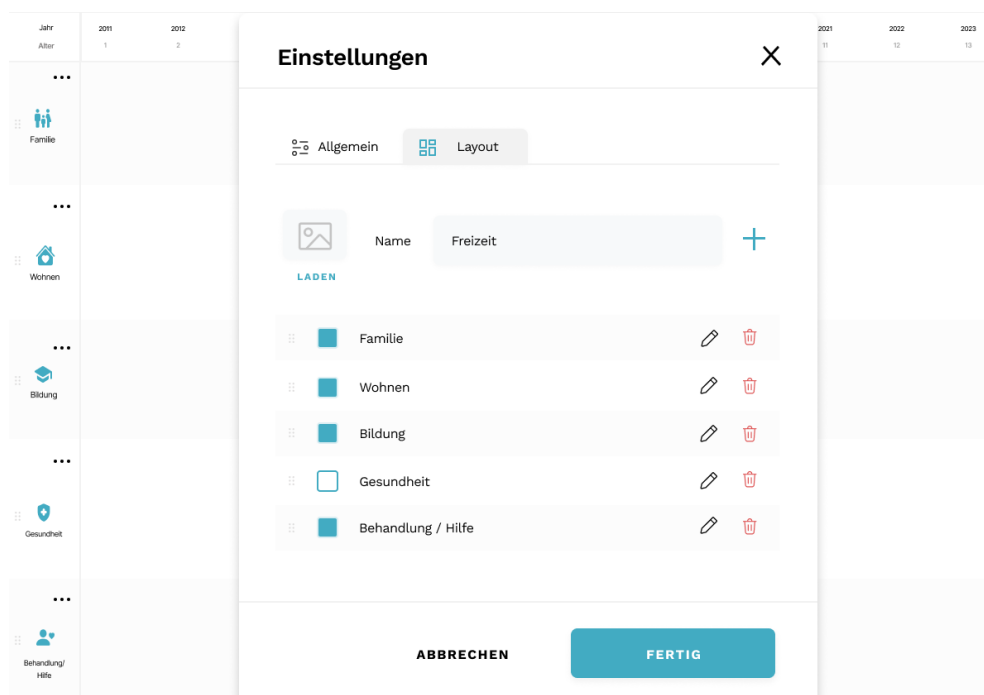 Jahr 2011 2012 2021 2022 2023
Alter 1 2 11 12 13
Einstellungen
Allgemein Layout
Name Freizeit
LADEN
Familie
Wohnen
Bildung
Gesundheit
Behandlung / Hilfe
ABBRECHEN FERTIG
Familie
Wohnen
Bildung
Gesundheit
Behandlung/
Hilfe